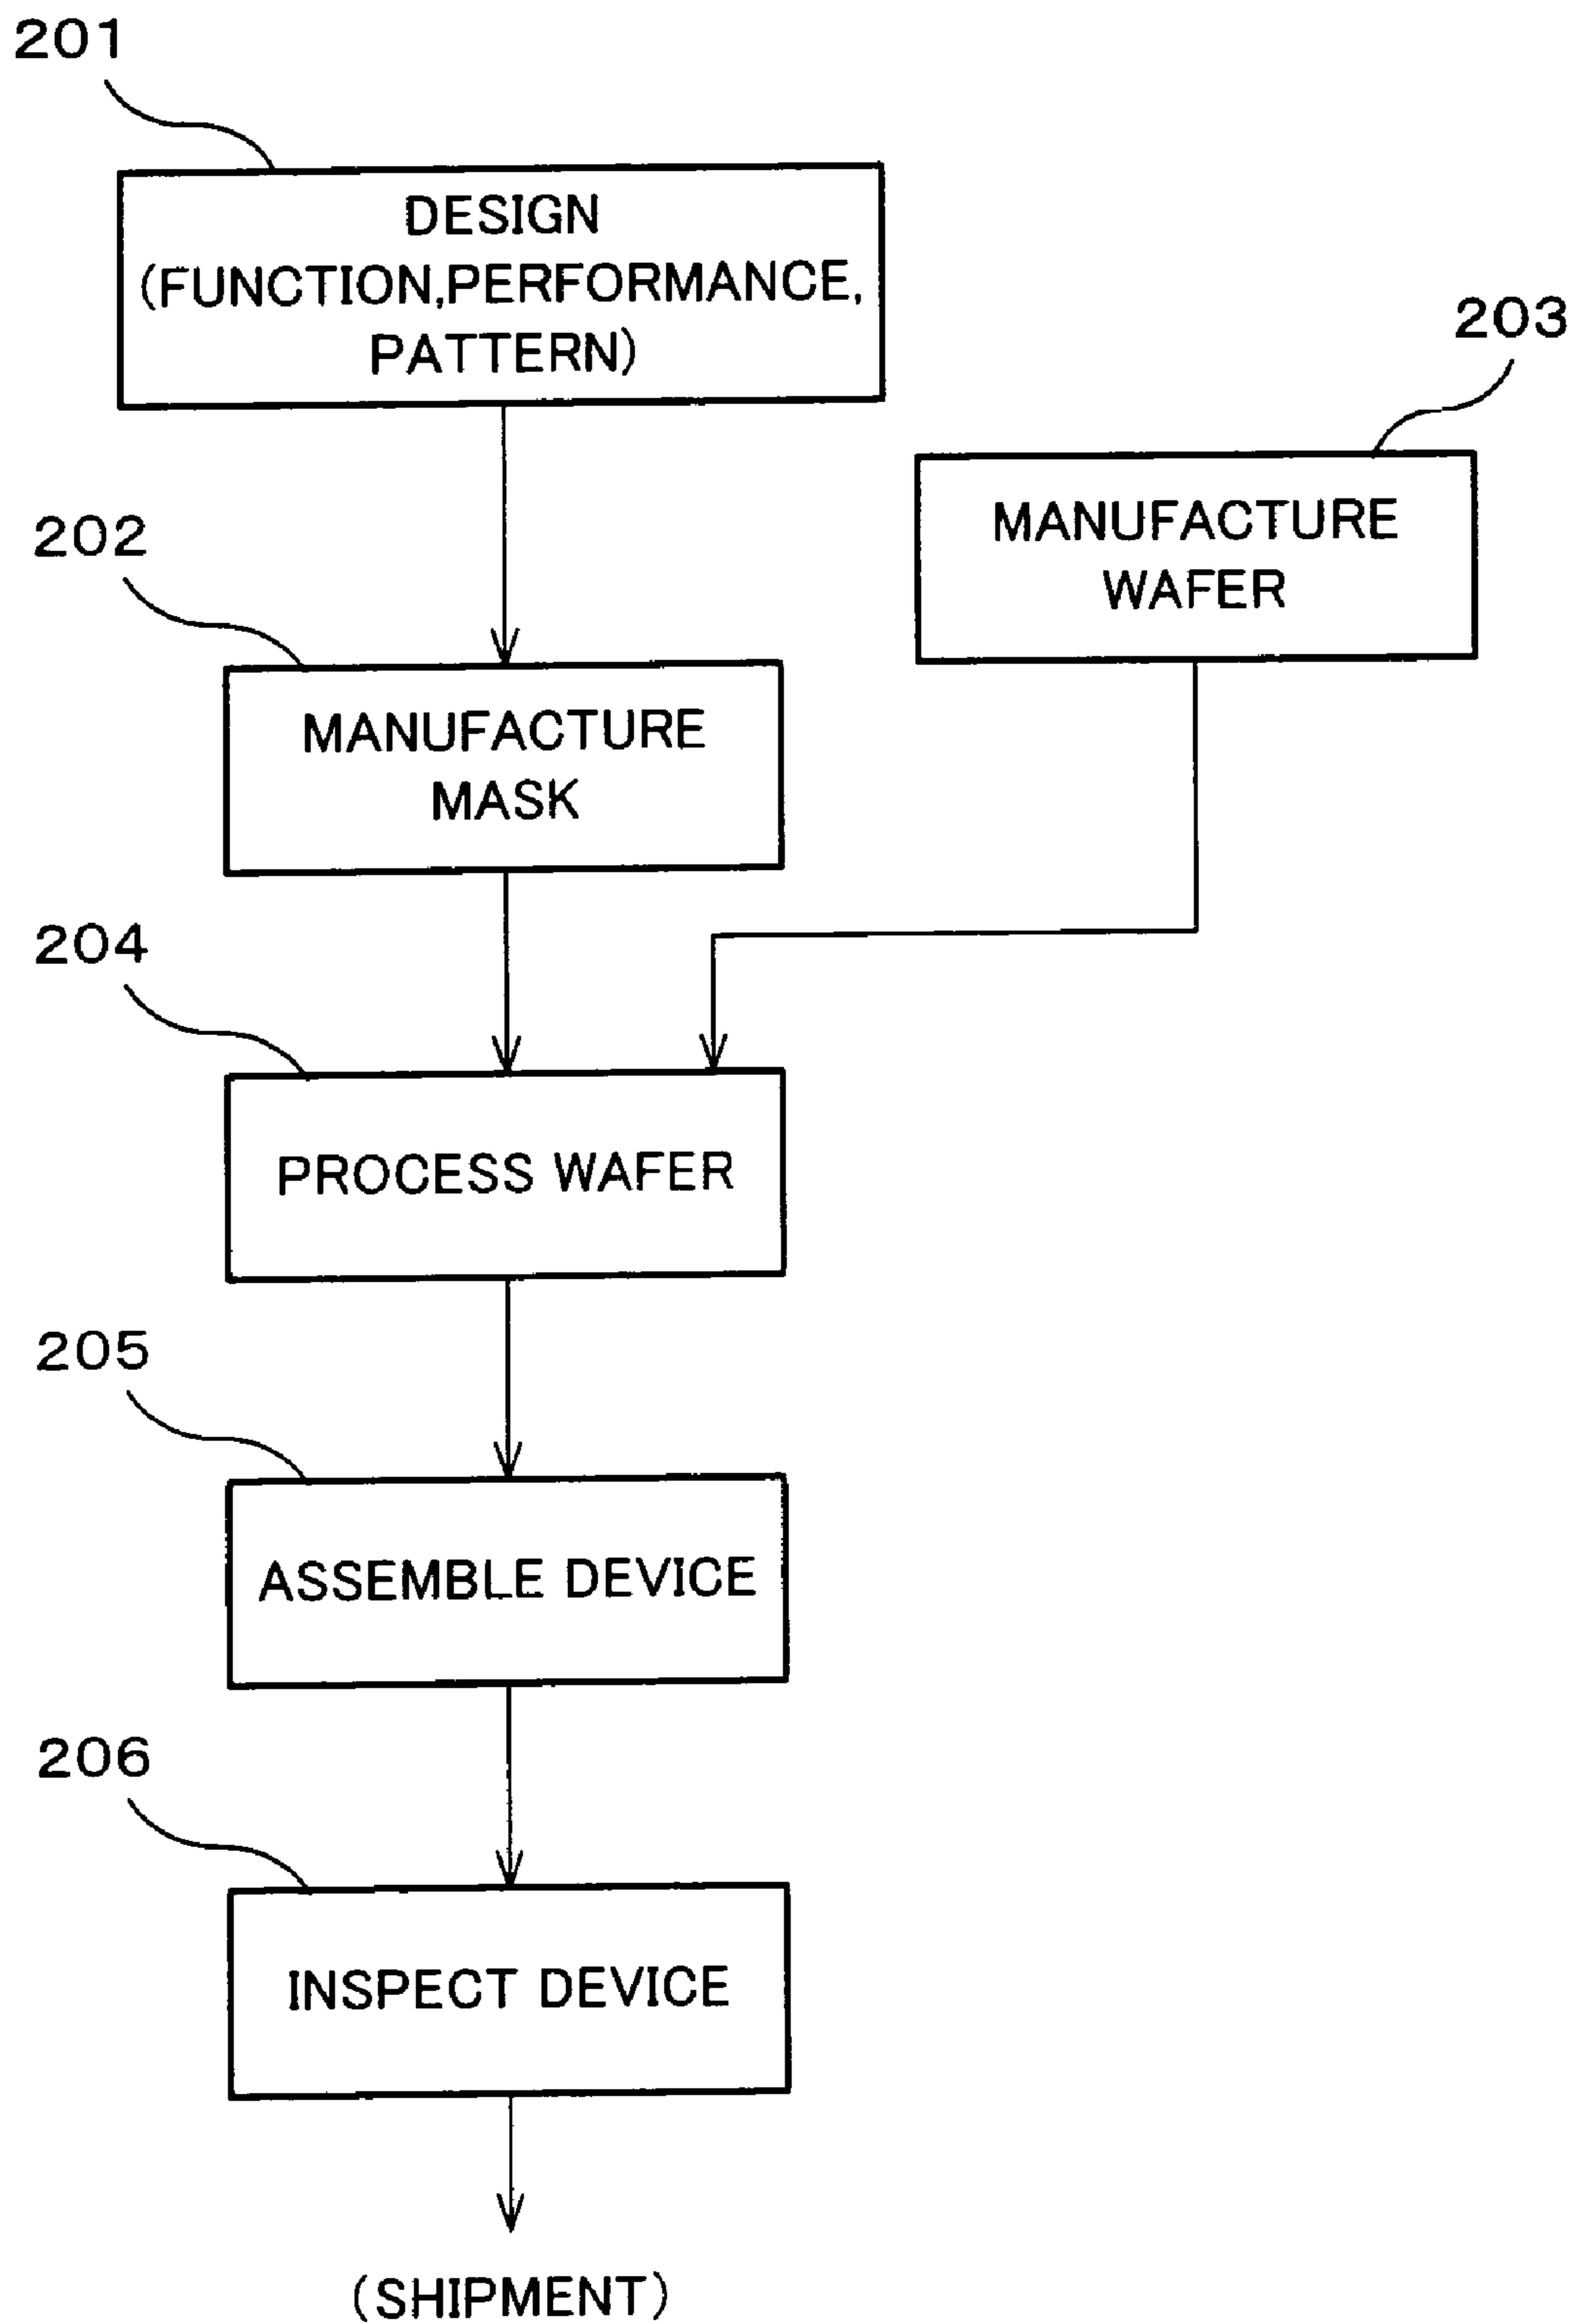 201
DESIGN
(FUNCTION,PERFORMANCE,
PATTERN)
203
MANUFACTURE
WAFER
202
MANUFACTURE
MASK
204
PROCESS WAFER
205
ASSEMBLE DEVICE
206
INSPECT DEVICE
(SHIPMENT)